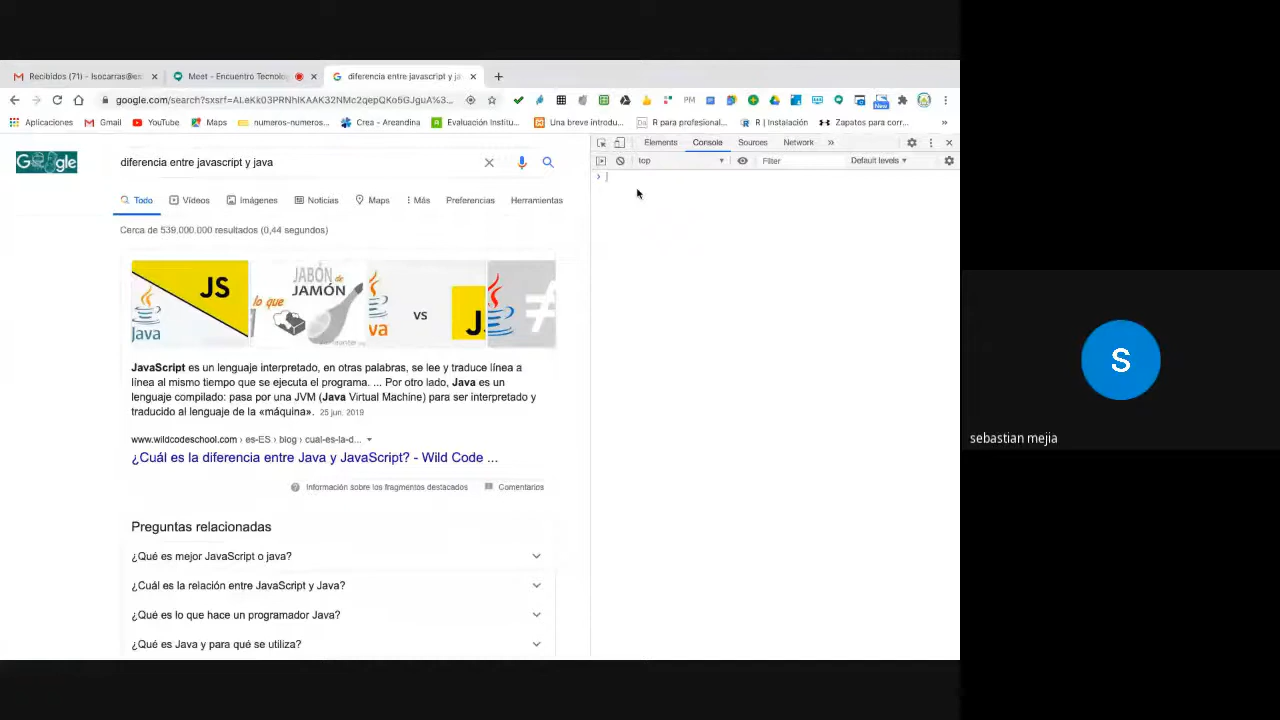 Recibidos (71) - lsocarras@e
Meet - Encuentro Tecnolo
diferencia entre javascript y ja
google.com/search?sxsrf=ALeKk03PRNhIKAAK32NMc2qepQKo5GJguA%3...
PM
New
Aplicaciones
Gmail
YouTube
Maps
numeros-numeros...
Crea - Areandina
Evaluación Institu...
Una breve introdu...
R para profesional...
R | Instalación
Zapatos para corr...
»
Google
diferencia entre javascript y java
Todo
Vídeos
Imágenes
Noticias
Maps
Más
Preferencias
Herramientas
Cerca de 539.000.000 resultados (0,44 segundos)
JS
Java
JABÓN de
JAMÓN
lo que
va
vs
J
≠
JavaScript es un lenguaje interpretado, en otras palabras, se lee y traduce línea a
línea al mismo tiempo que se ejecuta el programa. ... Por otro lado, Java es un
lenguaje compilado: pasa por una JVM (Java Virtual Machine) para ser interpretado y
traducido al lenguaje de la «máquina». 25 jun. 2019
www.wildcodeschool.com › es-ES › blog › cual-es-la-d...
¿Cuál es la diferencia entre Java y JavaScript? - Wild Code ...
Información sobre los fragmentos destacados
Comentarios
Preguntas relacionadas
¿Qué es mejor JavaScript o java?
¿Cuál es la relación entre JavaScript y Java?
¿Qué es lo que hace un programador Java?
¿Qué es Java y para qué se utiliza?
Elements
Console
Sources
Network
»
top
Filter
Default levels
›
S
sebastian mejia